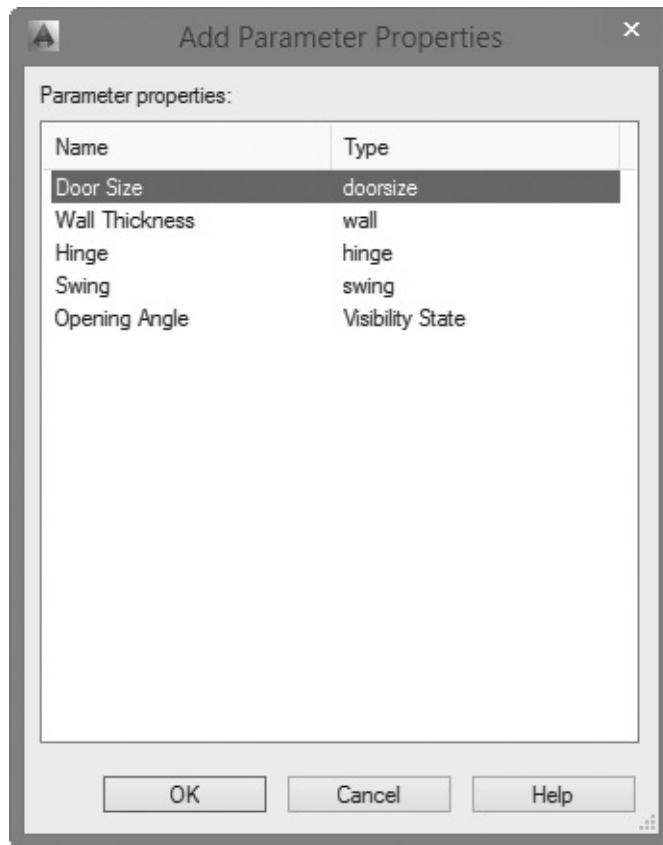 Add Parameter Properties
Parameter properties:
Name Type
Door Size doorsize
Wall Thickness wall
Hinge hinge
Swing swing
Opening Angle Visibility State
OK Cancel Help